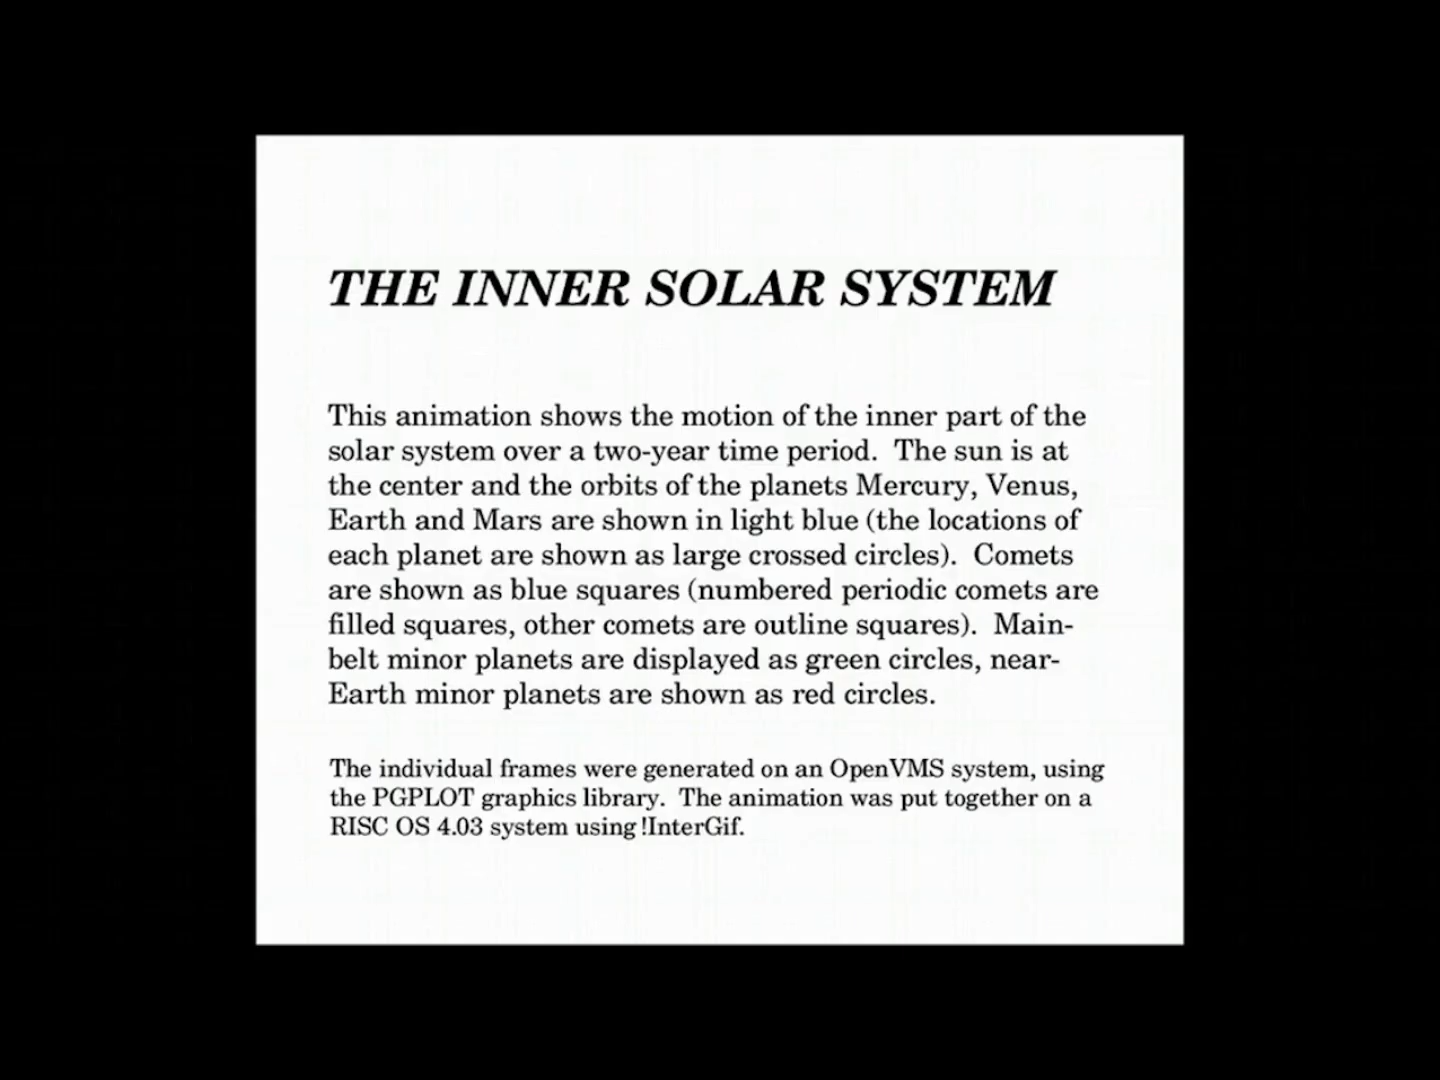 THE INNER SOLAR SYSTEM
This animation shows the motion of the inner part of the
solar system over a two-year time period.  The sun is at
the center and the orbits of the planets Mercury, Venus,
Earth and Mars are shown in light blue (the locations of
each planet are shown as large crossed circles).  Comets
are shown as blue squares (numbered periodic comets are
filled squares, other comets are outline squares).  Main-
belt minor planets are displayed as green circles, near-
Earth minor planets are shown as red circles.
The individual frames were generated on an OpenVMS system, using
the PGPLOT graphics library.  The animation was put together on a
RISC OS 4.03 system using !InterGif.